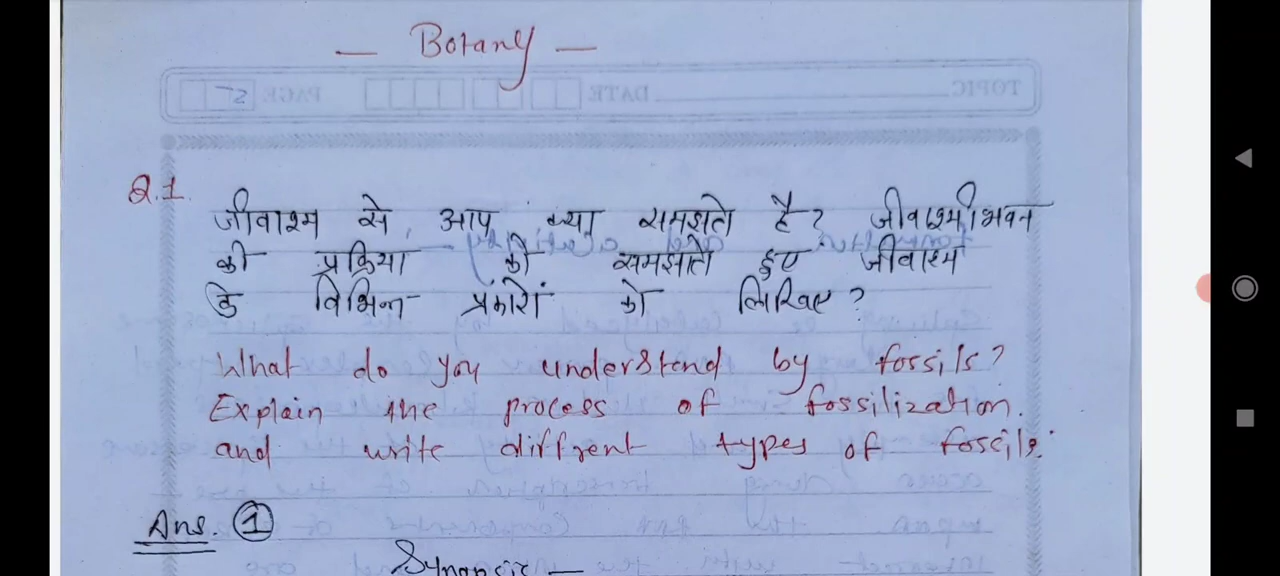 — Botany —
Q.1.
जीवाश्म से आप क्या समझते है? जीवाश्मीभवन
की प्रक्रिया को समझाते हुए जीवाश्म
के विभिन्न प्रकारों को लिखिए?
What do you understand by fossils?
Explain the process of fossilization.
and write diffrent types of fossils.
Ans. ①
Synopsis —